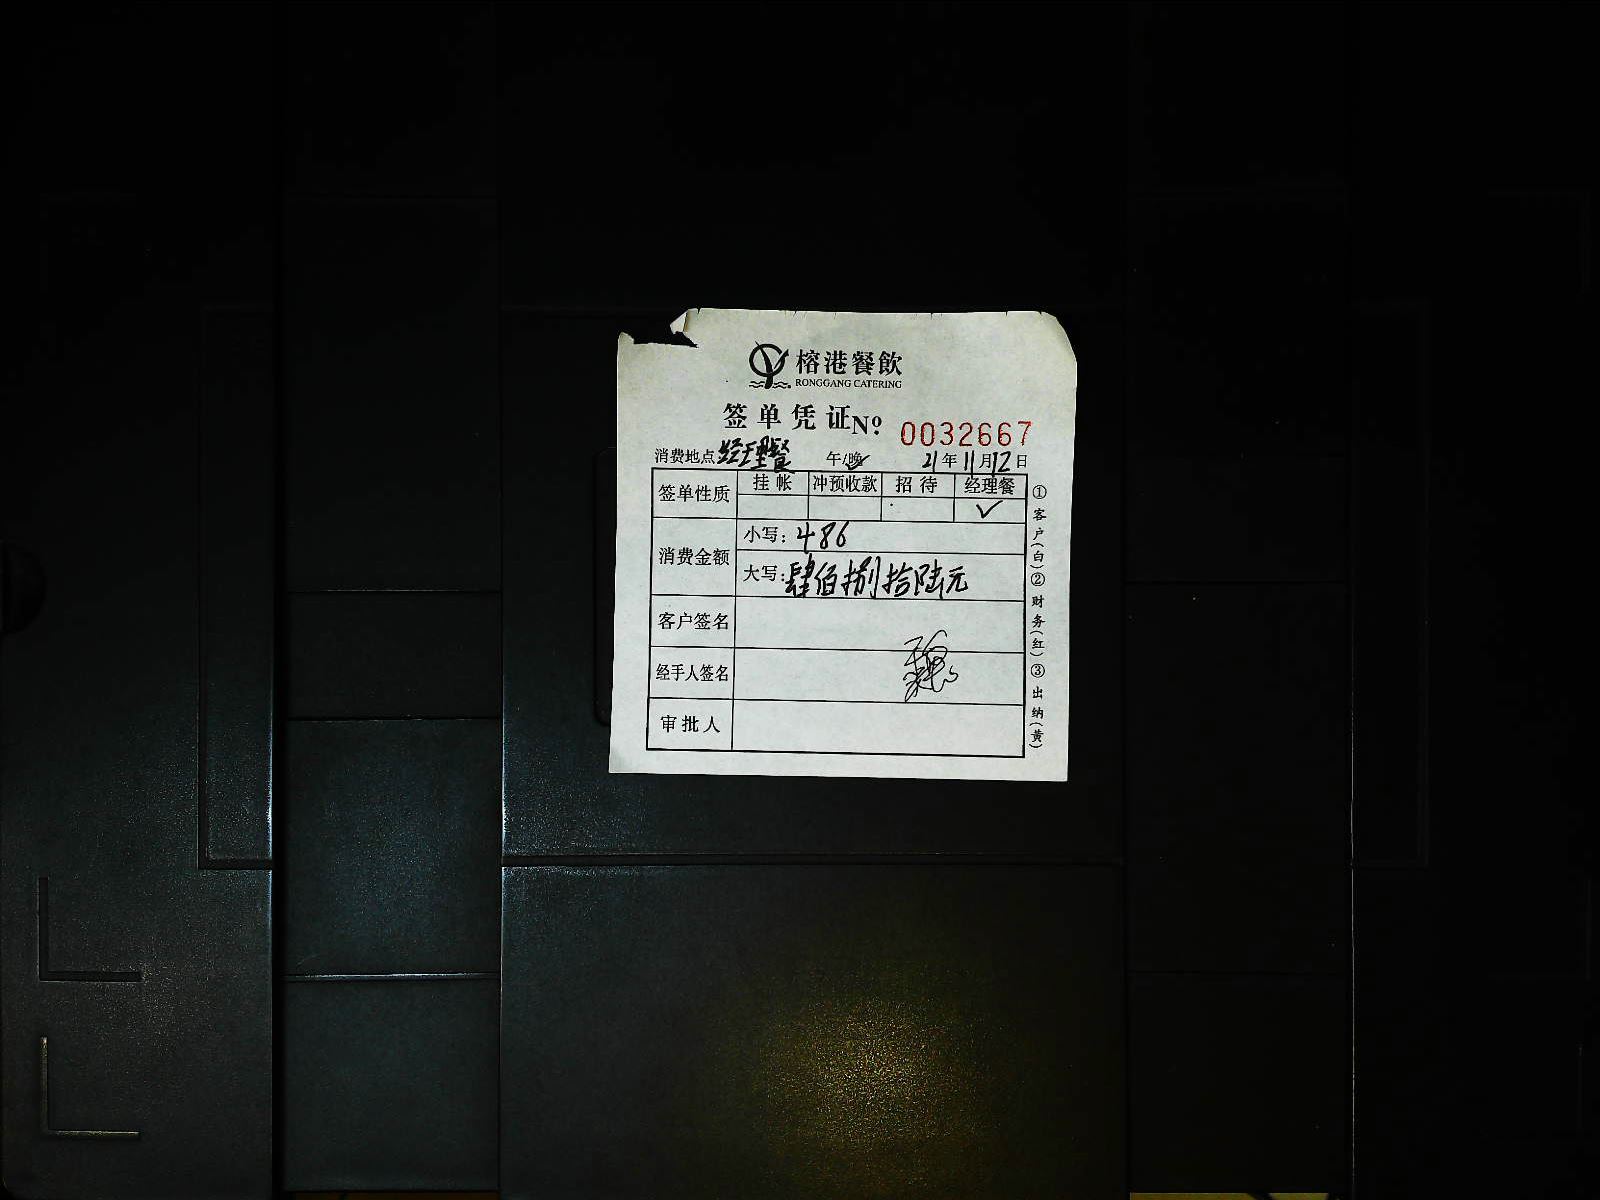 榕港餐飲
RONGGANG CATERING
签单凭证 Nº 0032667
消费地点 经理餐 午/晚 21年11月12日
签单性质 挂帐 冲预收款 招待 经理餐
✓
消费金额 小写: 486
大写: 肆佰捌拾陆元
客户签名
经手人签名
审批人
①客户(白)②财务(红)③出纳(黄)